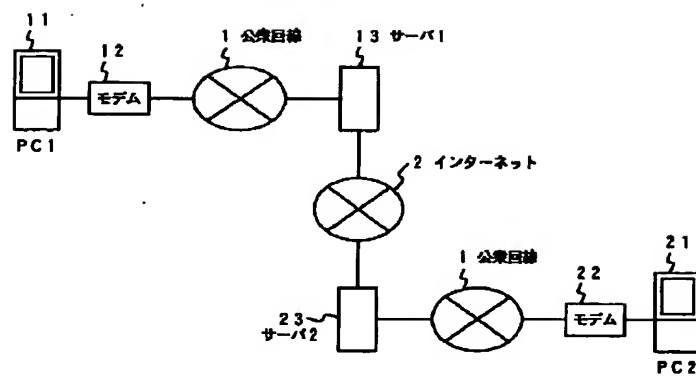 11
12
モデム
PC1
1 公衆回線
13 サーバ1
2 インターネット
1 公衆回線
23
サーバ2
22
モデム
21
PC2